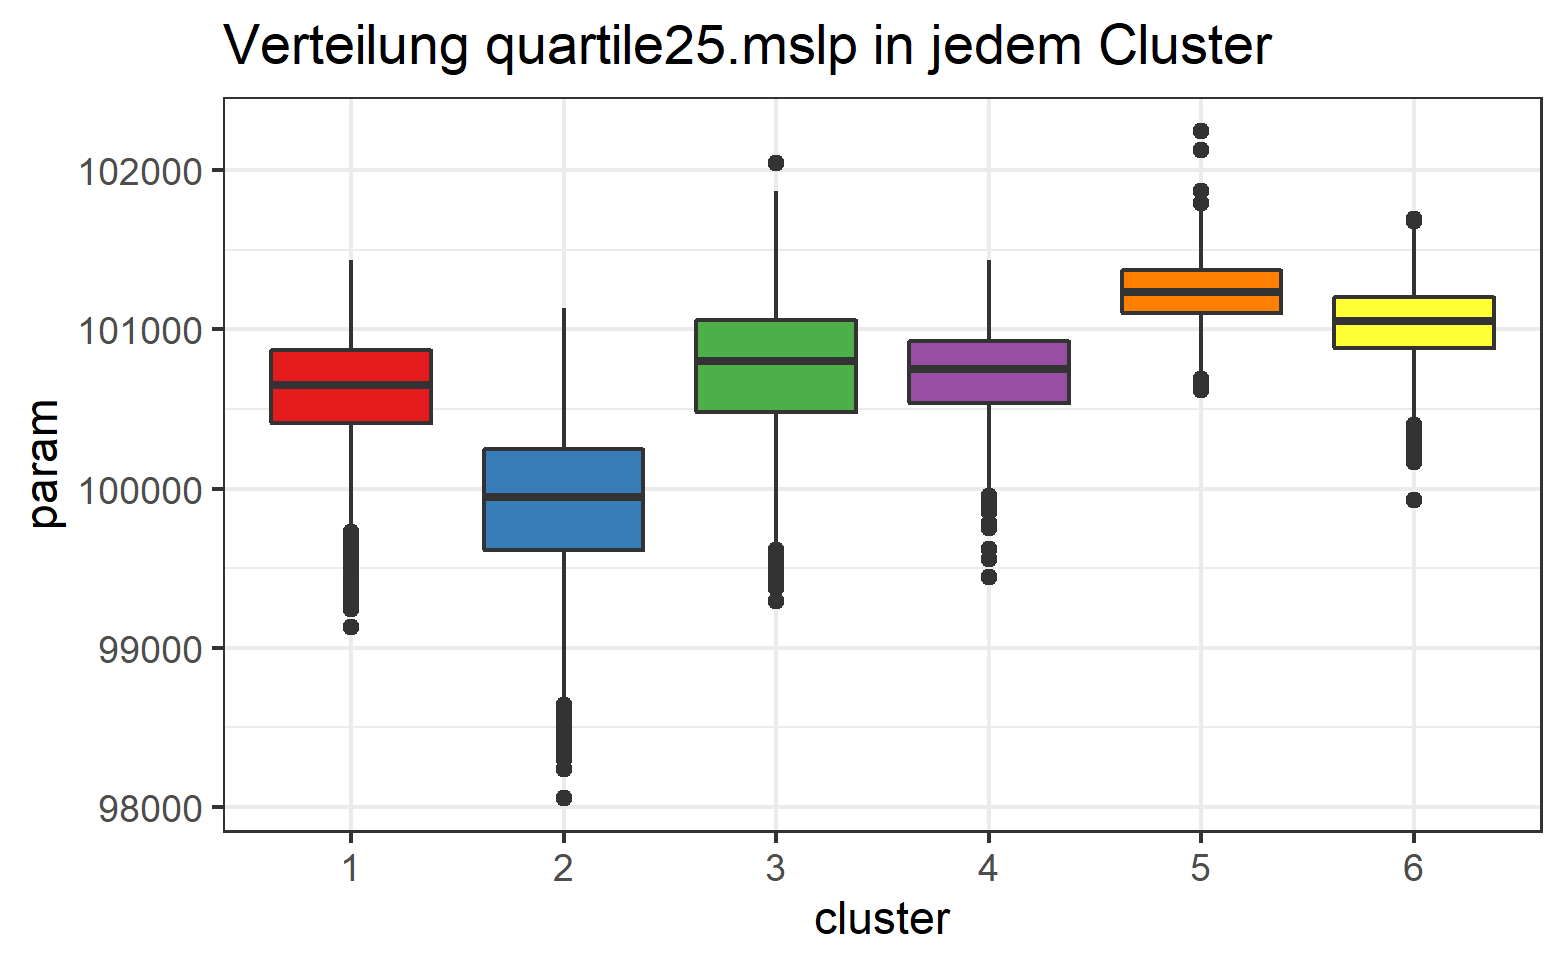 Verteilung quartile25.mslp in jedem Cluster
102000
101000
100000
99000
98000
param
1 2 3 4 5 6
cluster